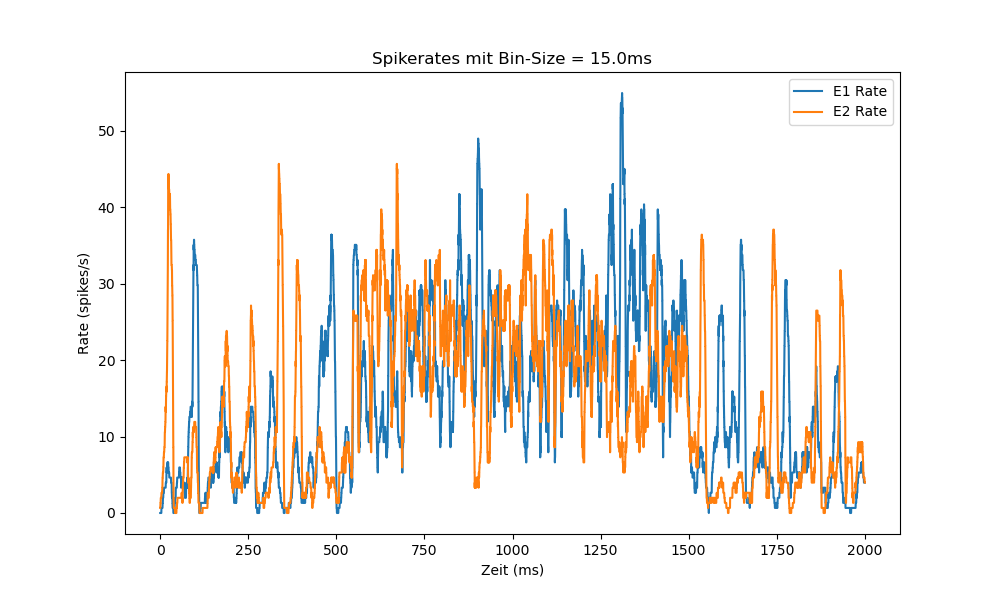 Spikerates mit Bin-Size = 15.0ms
E1 Rate
E2 Rate
Rate (spikes/s)
50
40
30
20
10
0
0 250 500 750 1000 1250 1500 1750 2000
Zeit (ms)